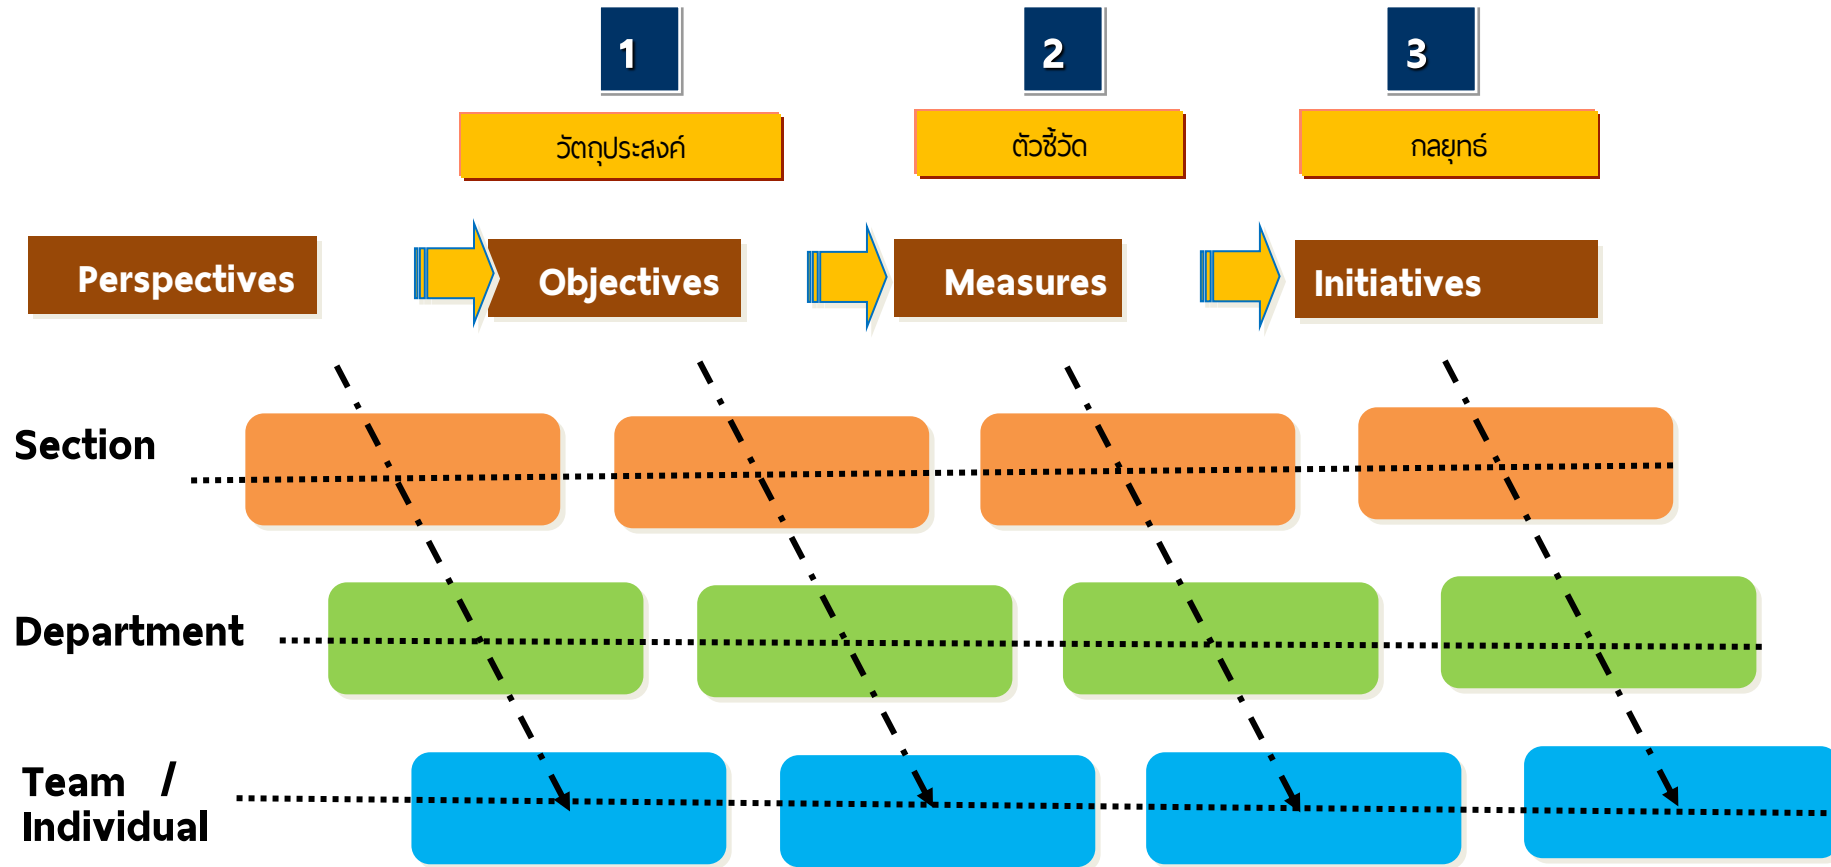 1
2
3
วัตถุประสงค์
ตัวชี้วัด
กลยุทธ์
Perspectives
Objectives
Measures
Initiatives
Section
Department
Team /
Individual